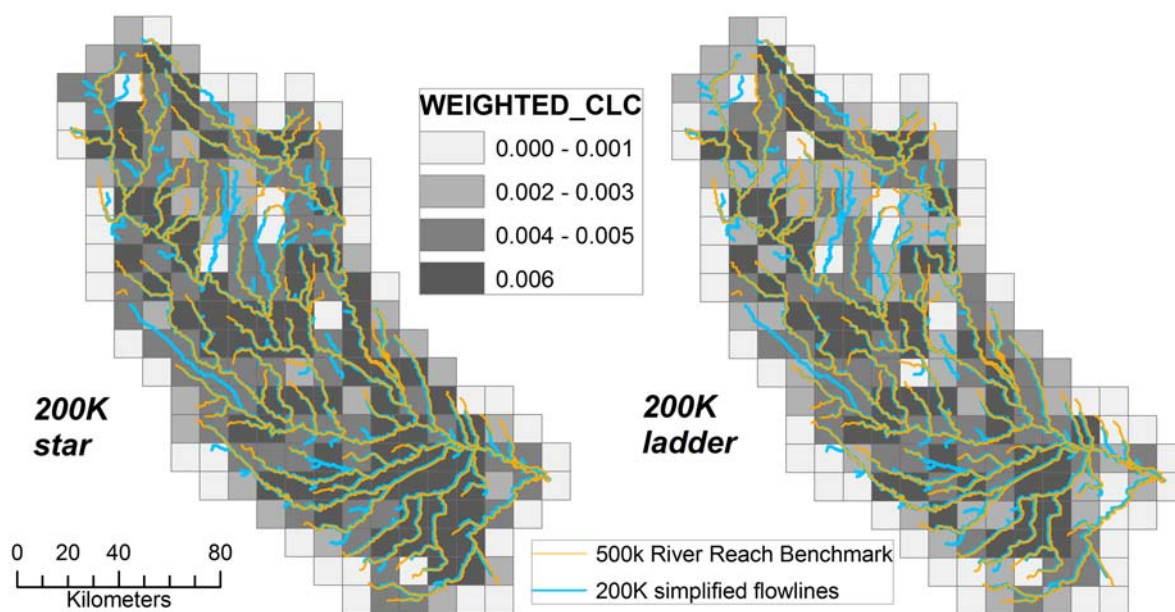 WEIGHTED_CLC
0.000 - 0.001
0.002 - 0.003
0.004 - 0.005
0.006
200K
star
200K
ladder
0 20 40 80
Kilometers
500k River Reach Benchmark
200K simplified flowlines